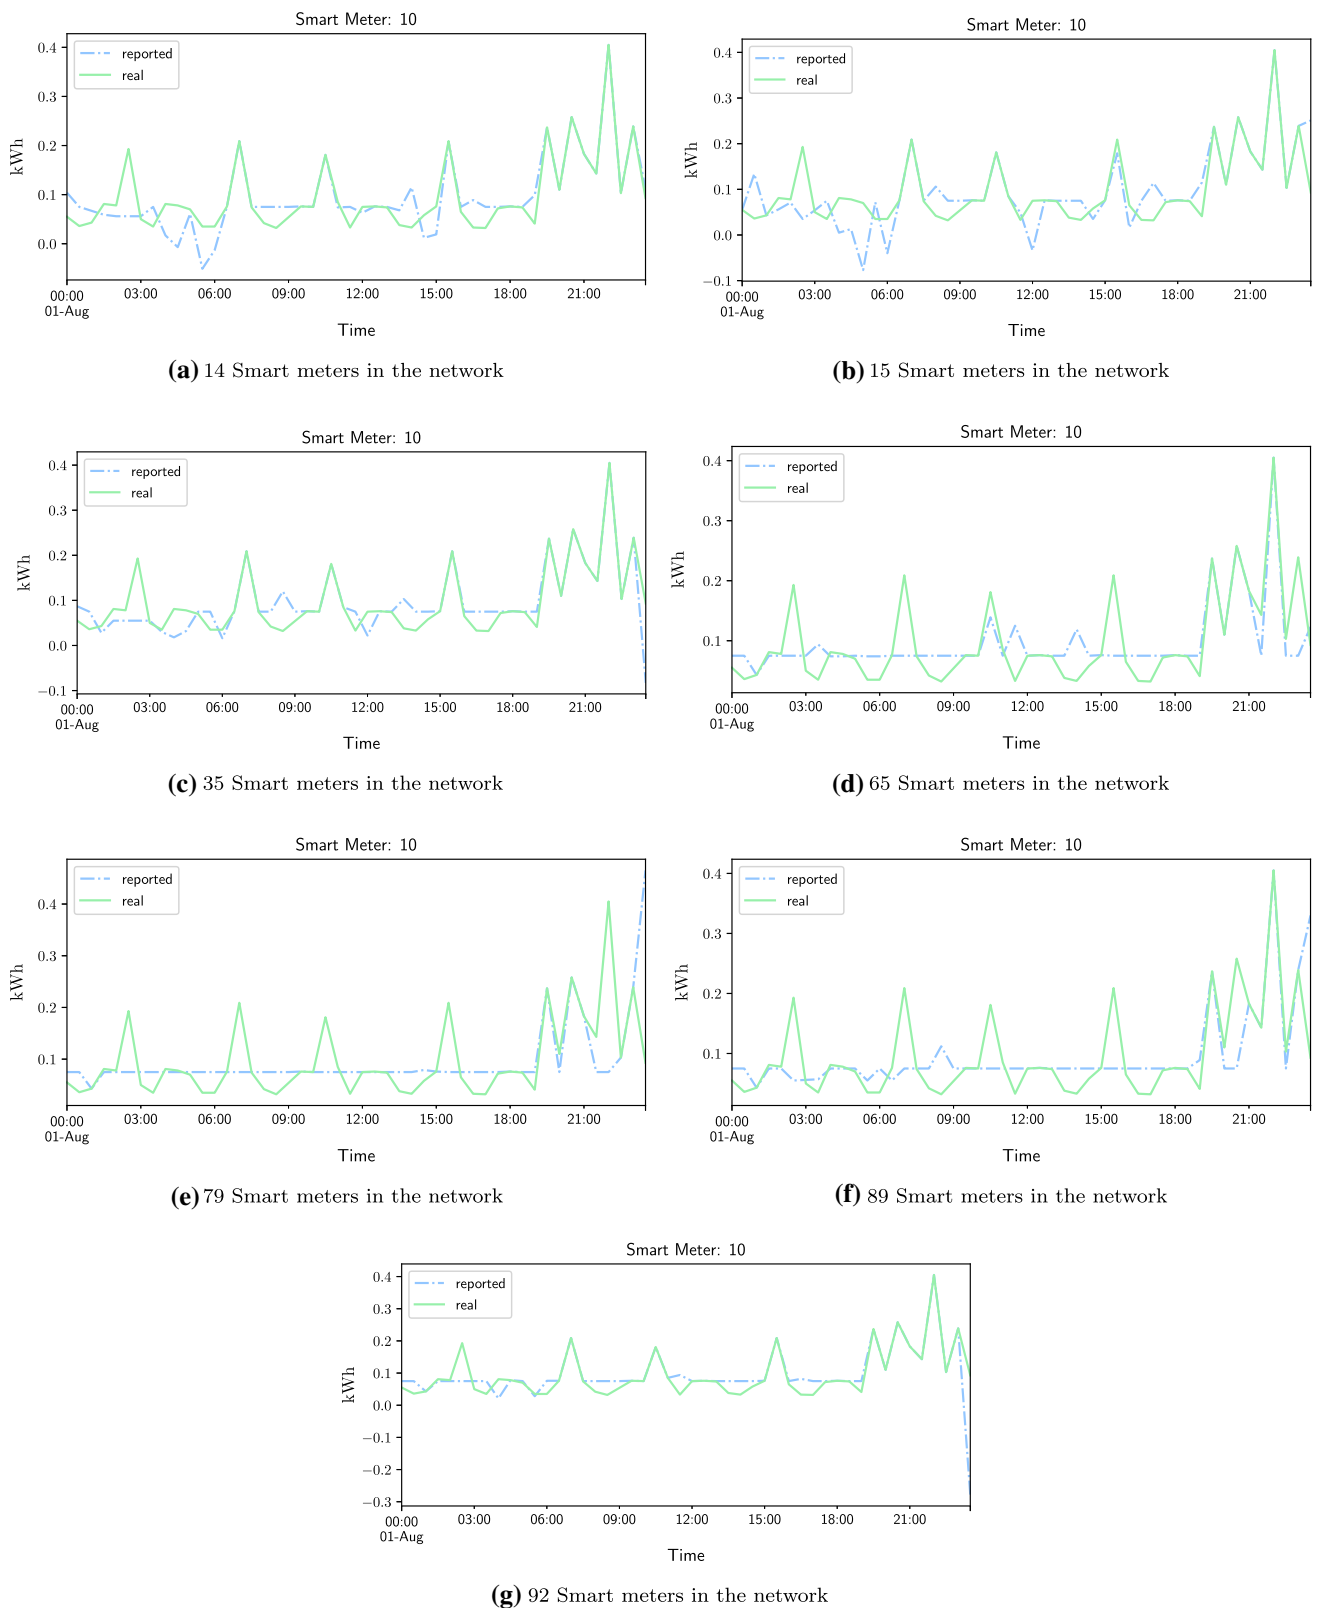 Smart Meter: 10
reported
real
kWh
0.4
0.3
0.2
0.1
0.0
00:00
01-Aug
03:00
06:00
09:00
12:00
15:00
18:00
21:00
Time
(a) 14 Smart meters in the network
Smart Meter: 10
reported
real
kWh
0.4
0.3
0.2
0.1
0.0
−0.1
00:00
01-Aug
03:00
06:00
09:00
12:00
15:00
18:00
21:00
Time
(b) 15 Smart meters in the network
Smart Meter: 10
reported
real
kWh
0.4
0.3
0.2
0.1
0.0
−0.1
00:00
01-Aug
03:00
06:00
09:00
12:00
15:00
18:00
21:00
Time
(c) 35 Smart meters in the network
Smart Meter: 10
reported
real
kWh
0.4
0.3
0.2
0.1
00:00
01-Aug
03:00
06:00
09:00
12:00
15:00
18:00
21:00
Time
(d) 65 Smart meters in the network
Smart Meter: 10
reported
real
kWh
0.4
0.3
0.2
0.1
00:00
01-Aug
03:00
06:00
09:00
12:00
15:00
18:00
21:00
Time
(e) 79 Smart meters in the network
Smart Meter: 10
reported
real
kWh
0.4
0.3
0.2
0.1
00:00
01-Aug
03:00
06:00
09:00
12:00
15:00
18:00
21:00
Time
(f) 89 Smart meters in the network
Smart Meter: 10
reported
real
kWh
0.4
0.3
0.2
0.1
0.0
−0.1
−0.2
−0.3
00:00
01-Aug
03:00
06:00
09:00
12:00
15:00
18:00
21:00
Time
(g) 92 Smart meters in the network